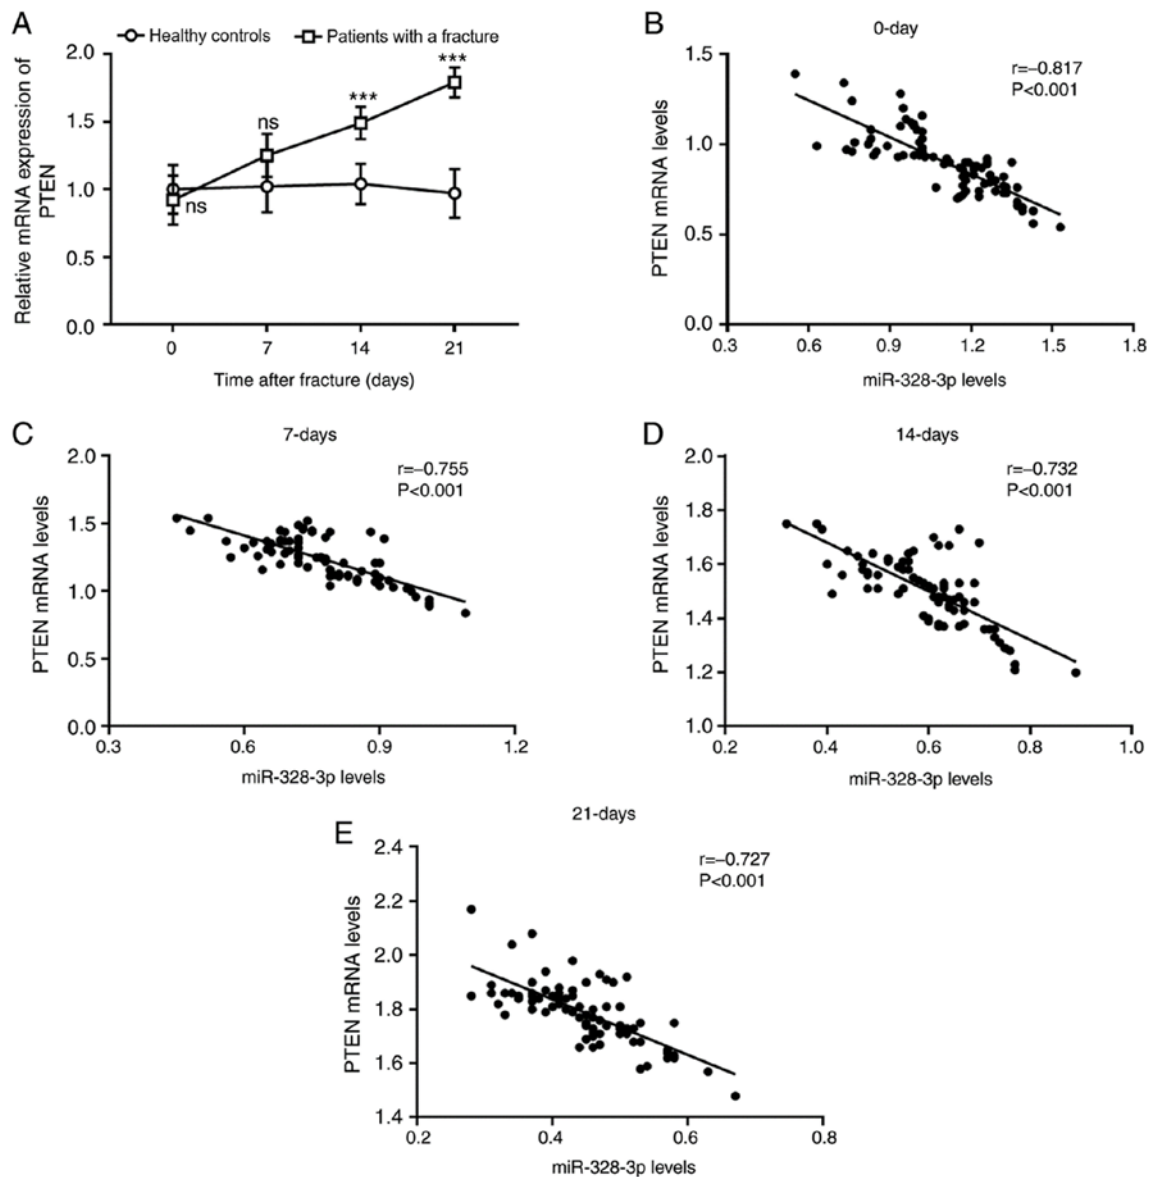 A
Healthy controls
Patients with a fracture
2.0
1.5
1.0
0.5
0.0
Relative mRNA expression of
PTEN
ns
ns
***
***
0
7
14
21
Time after fracture (days)
B
0-day
r=–0.817
P<0.001
1.5
1.0
0.5
0.0
PTEN mRNA levels
0.3
0.6
0.9
1.2
1.5
1.8
miR-328-3p levels
C
7-days
r=–0.755
P<0.001
2.0
1.5
1.0
0.5
0.0
PTEN mRNA levels
0.3
0.6
0.9
1.2
miR-328-3p levels
D
14-days
r=–0.732
P<0.001
2.0
1.8
1.6
1.4
1.2
1.0
PTEN mRNA levels
0.2
0.4
0.6
0.8
1.0
miR-328-3p levels
E
21-days
r=–0.727
P<0.001
2.4
2.2
2.0
1.8
1.6
1.4
PTEN mRNA levels
0.2
0.4
0.6
0.8
miR-328-3p levels